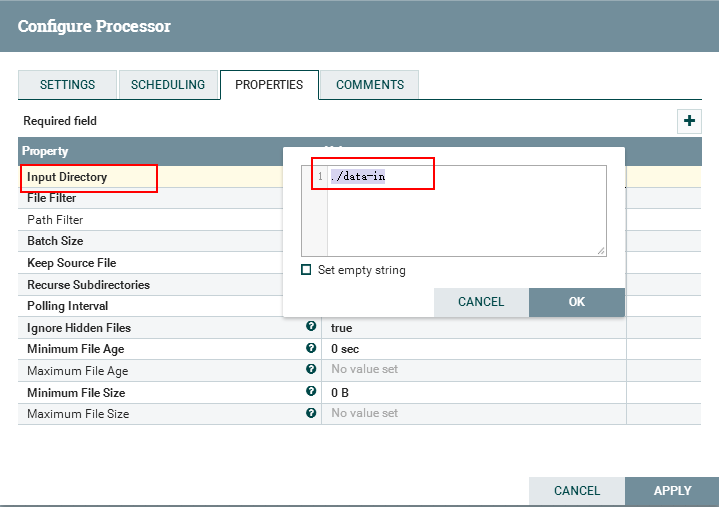 Configure Processor
SETTINGS SCHEDULING PROPERTIES COMMENTS
Required field
Property
Input Directory
1 ./data-in
File Filter
Path Filter
Batch Size
Keep Source File
Set empty string
Recurse Subdirectories
Polling Interval
CANCEL OK
Ignore Hidden Files ? true
Minimum File Age ? 0 sec
Maximum File Age ? No value set
Minimum File Size ? 0 B
Maximum File Size ? No value set
CANCEL APPLY